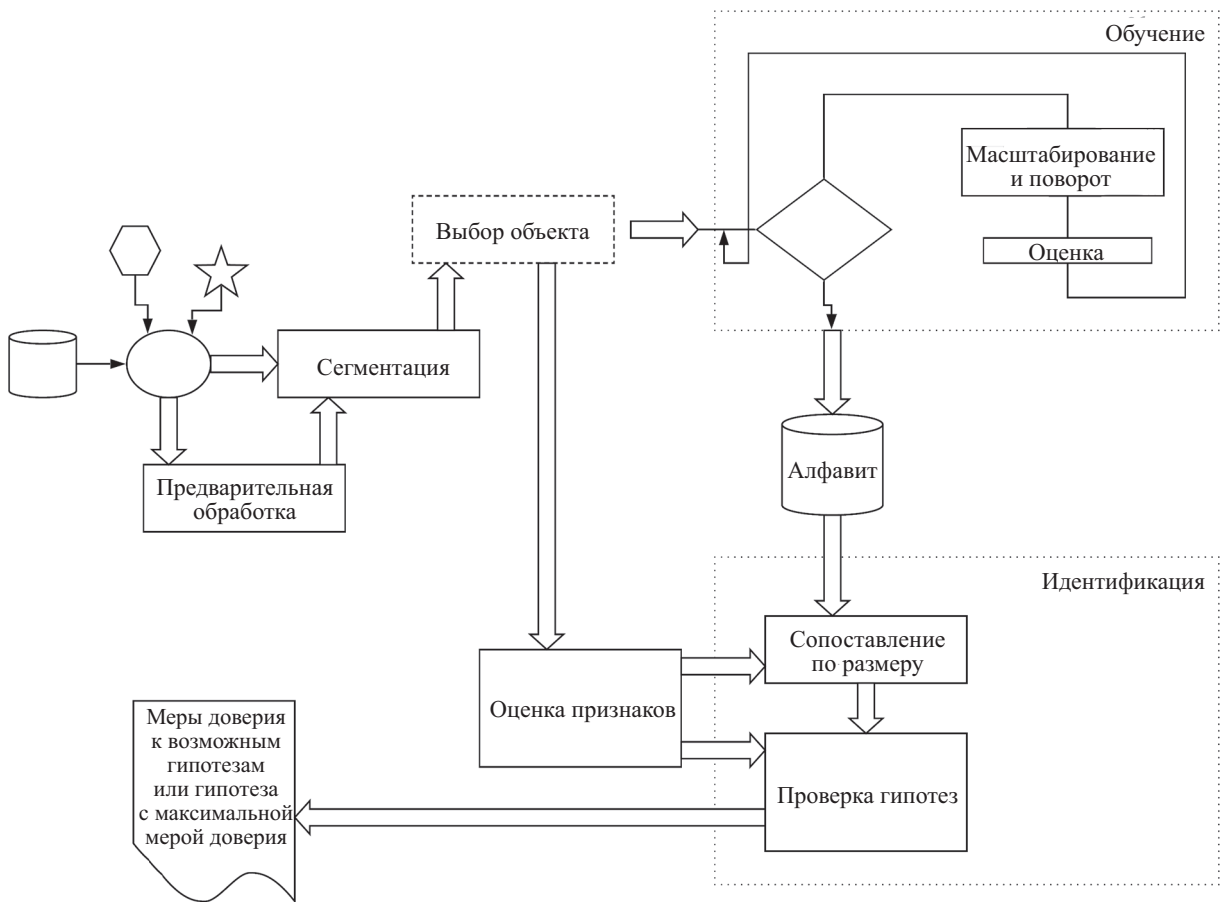 Обучение
Масштабирование
и поворот
Оценка
Выбор объекта
Сегментация
Предварительная
обработка
Алфавит
Идентификация
Сопоставление
по размеру
Оценка признаков
Проверка гипотез
Меры доверия
к возможным
гипотезам
или гипотеза
с максимальной
мерой доверия